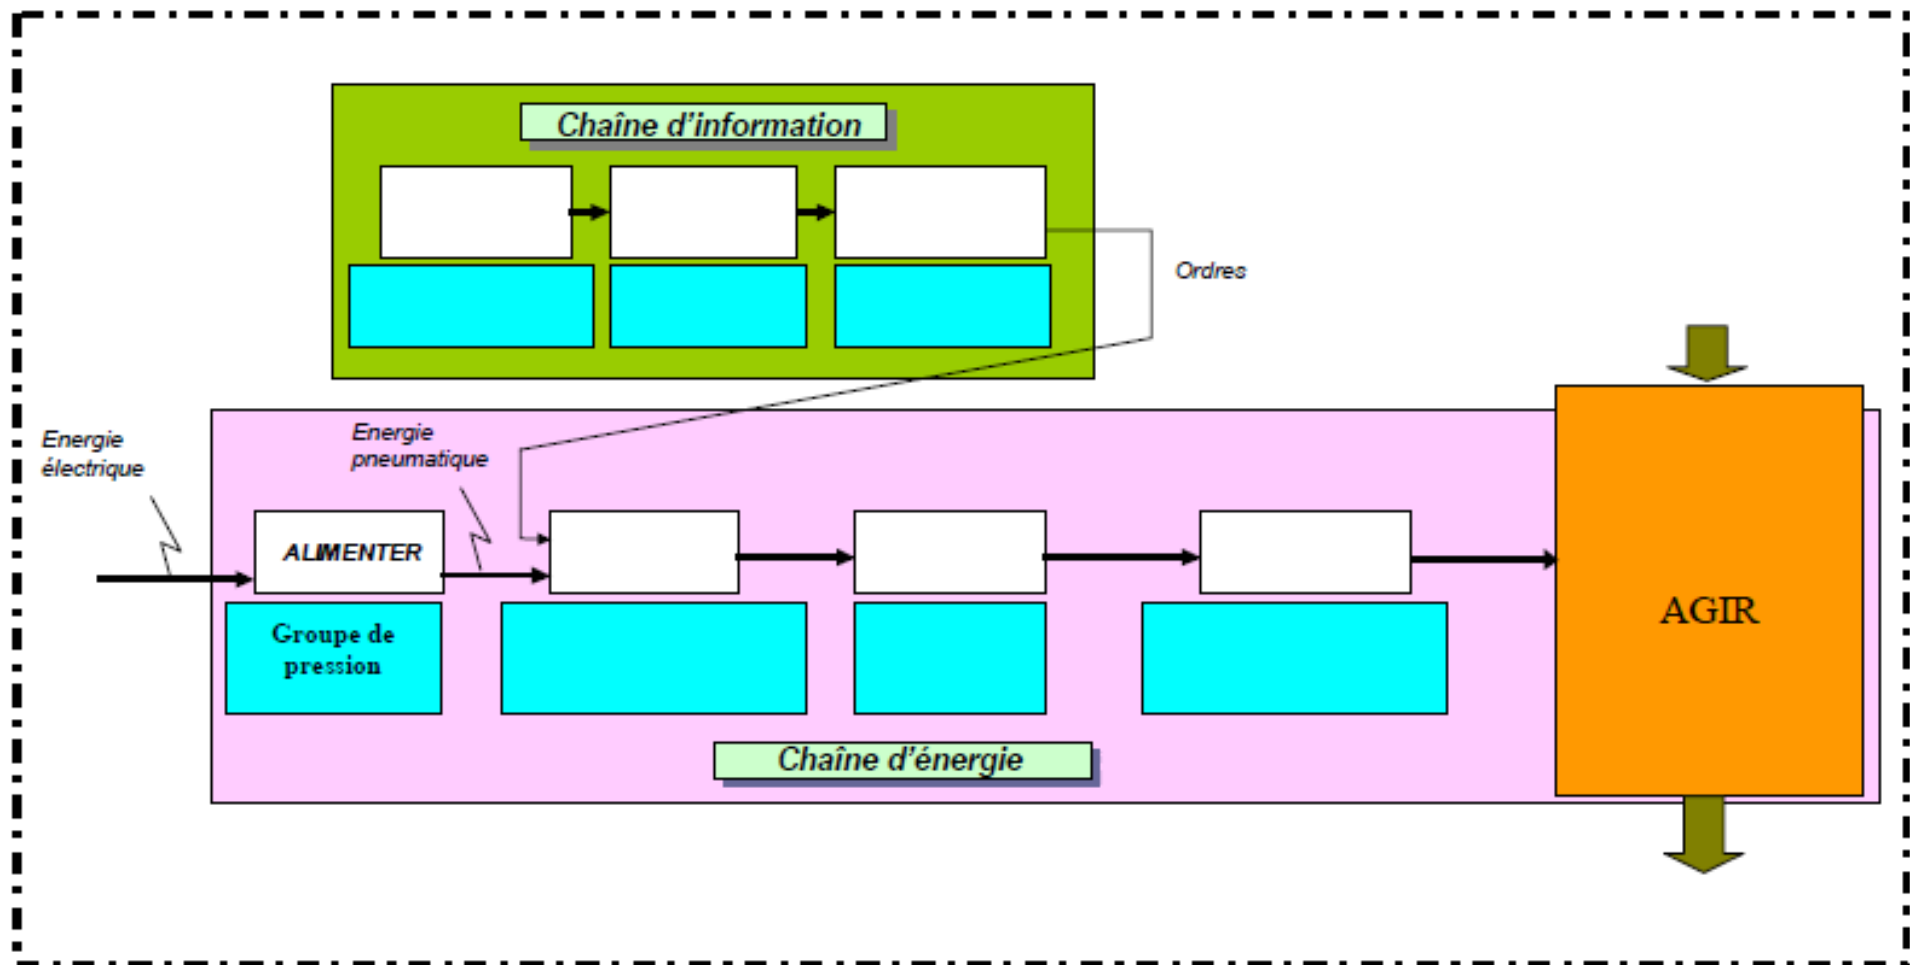 Chaîne d'information
Ordres
Energie
électrique
Energie
pneumatique
ALIMENTER
Groupe de
pression
AGIR
Chaîne d'énergie